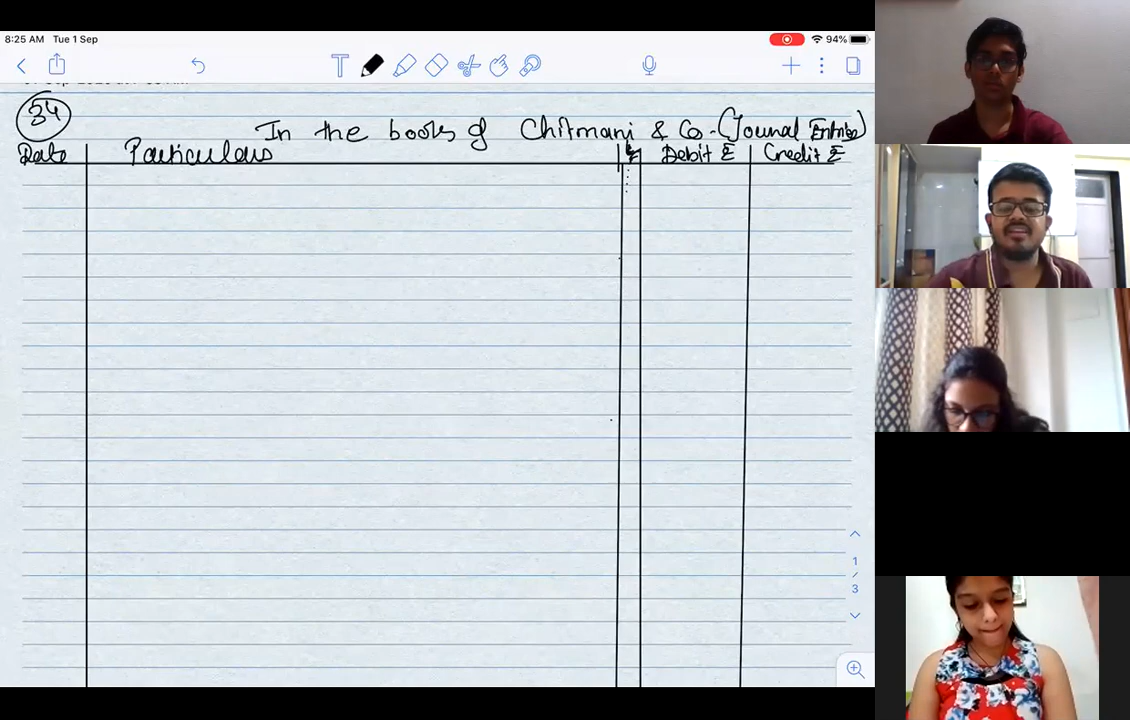 8:25 AM Tue 1 Sep
94%
T
34
In the books of Chitmani & Co. (Journal Entries)
Date Particulars Debit ₹ Credit ₹
1
/
3